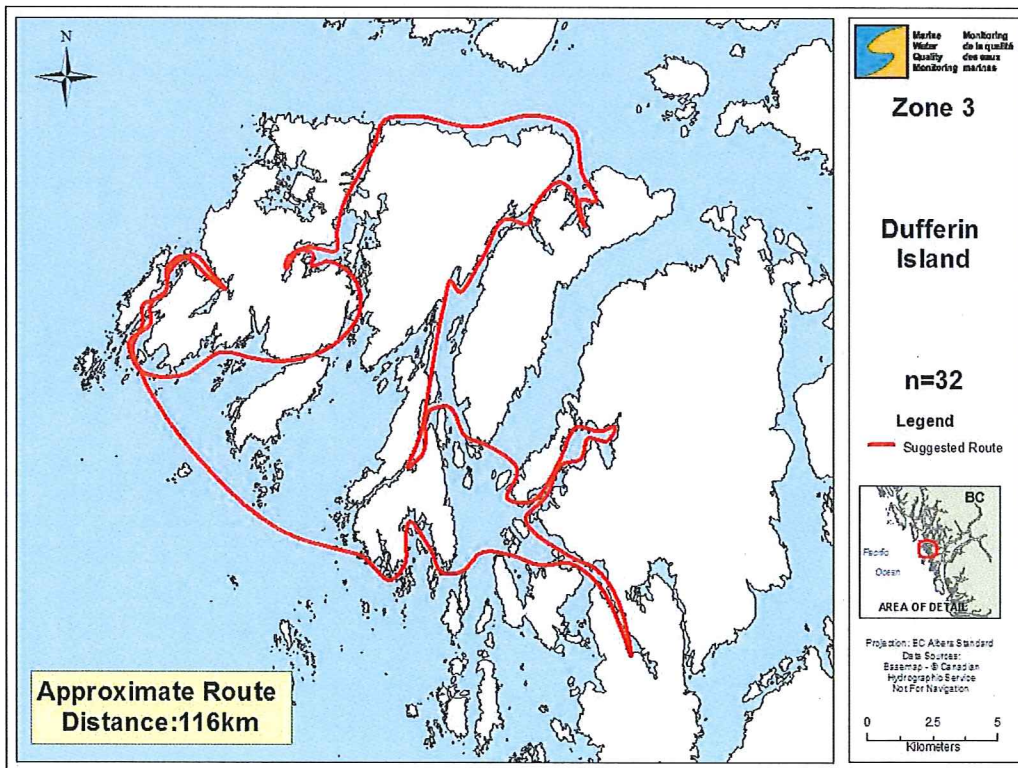 N
Approximate Route
Distance:116km
Marine
Water
Quality
Monitoring
Monitoring
de la qualité
des eaux
marines
Zone 3
Dufferin
Island
n=32
Legend
Suggested Route
BC
Pacific
Ocean
AREA OF DETAIL
Projection: BC Albers Standard
Data Sources:
Basemap - © Canadian
Hydrographic Service
Not For Navigation
0 2.5 5
Kilometers